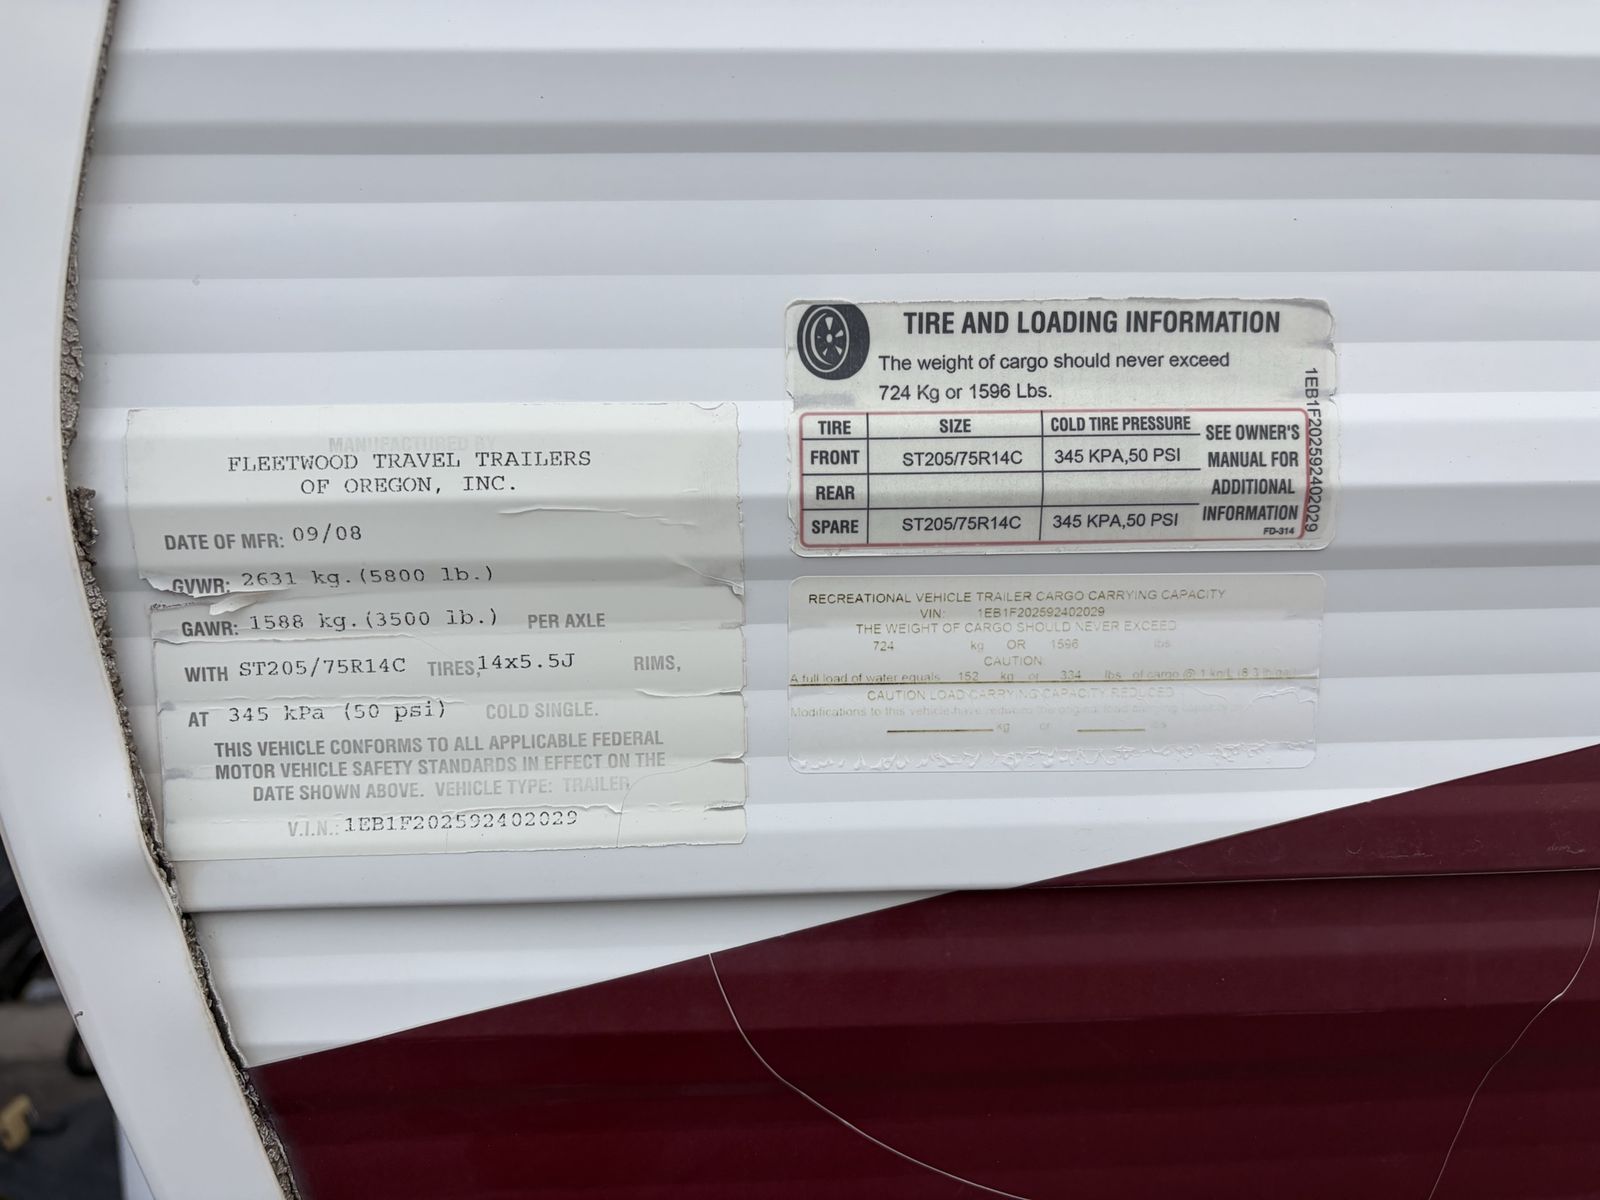 MANUFACTURED BY
FLEETWOOD TRAVEL TRAILERS
OF OREGON, INC.
DATE OF MFR: 09/08
GVWR: 2631 kg.(5800 lb.)
GAWR: 1588 kg.(3500 lb.) PER AXLE
WITH ST205/75R14C TIRES, 14x5.5J RIMS,
AT 345 kPa (50 psi) COLD SINGLE.
THIS VEHICLE CONFORMS TO ALL APPLICABLE FEDERAL
MOTOR VEHICLE SAFETY STANDARDS IN EFFECT ON THE
DATE SHOWN ABOVE. VEHICLE TYPE: TRAILER
V.I.N.: 1EB1F202592402029
TIRE AND LOADING INFORMATION
The weight of cargo should never exceed
724 Kg or 1596 Lbs.
TIRE SIZE COLD TIRE PRESSURE
FRONT ST205/75R14C 345 KPA,50 PSI
REAR
SPARE ST205/75R14C 345 KPA,50 PSI
SEE OWNER'S
MANUAL FOR
ADDITIONAL
INFORMATION
FD-314
1EB1F202592402029
RECREATIONAL VEHICLE TRAILER CARGO CARRYING CAPACITY
VIN: 1EB1F202592402029
THE WEIGHT OF CARGO SHOULD NEVER EXCEED
724 kg OR 1596 lbs.
CAUTION:
A full load of water equals 152 kg or 334 lbs. of cargo @ 1 kg/L (8.3 lb/gal)
CAUTION LOAD CARRYING CAPACITY REDUCED
Modifications to this vehicle have reduced the original load carrying capacity by
kg or lbs